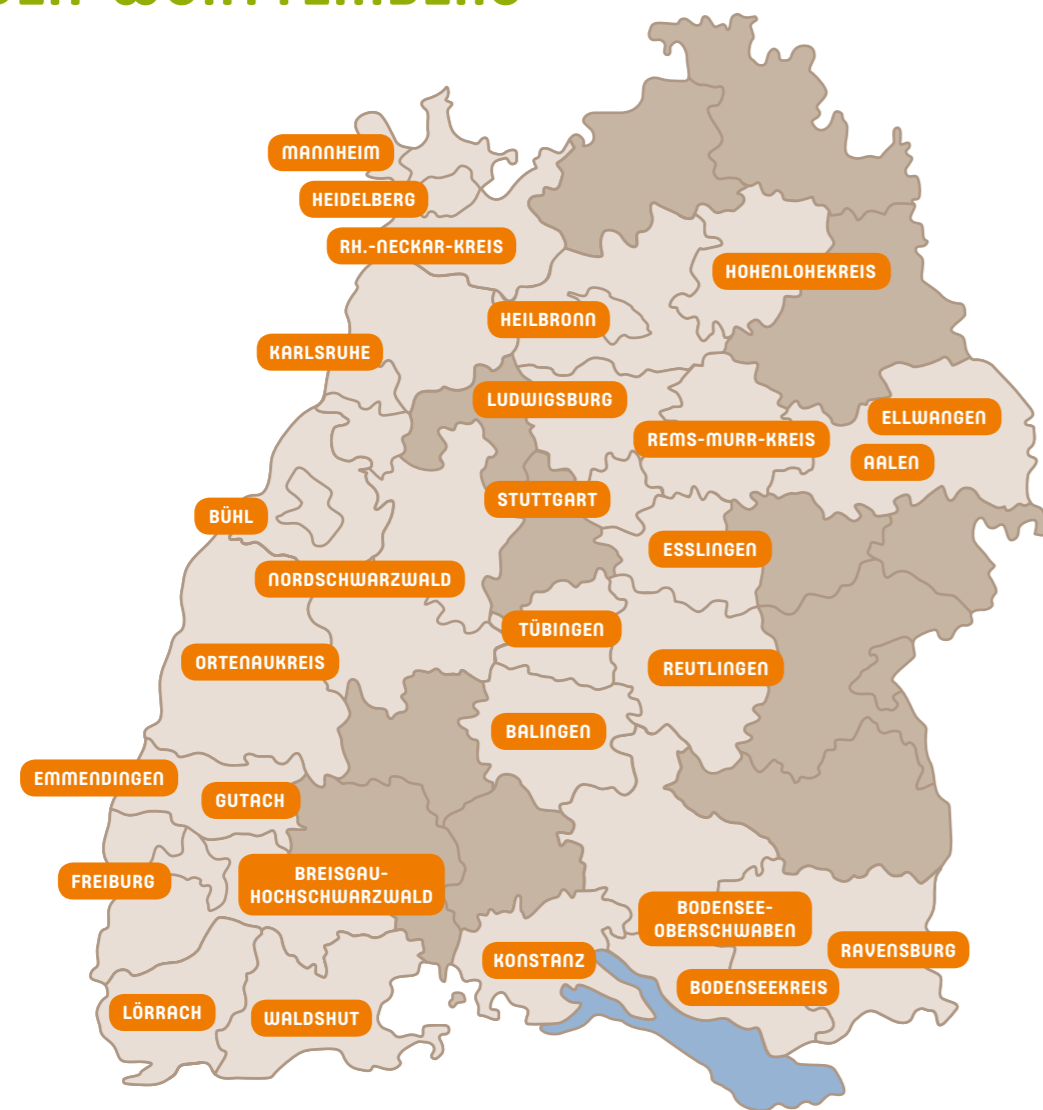 MANNHEIM
HEIDELBERG
RH.-NECKAR-KREIS
HOHENLOHEKREIS
HEILBRONN
KARLSRUHE
LUDWIGSBURG
ELLWANGEN
REMS-MURR-KREIS
AALEN
STUTTGART
BÜHL
ESSLINGEN
NORDSCHWARZWALD
TÜBINGEN
ORTENAUKREIS
REUTLINGEN
BALINGEN
EMMENDINGEN
GUTACH
FREIBURG
BREISGAU-
HOCHSCHWARZWALD
BODENSEE-
OBERSCHWABEN
RAVENSBURG
KONSTANZ
BODENSEEKREIS
LÖRRACH
WALDSHUT